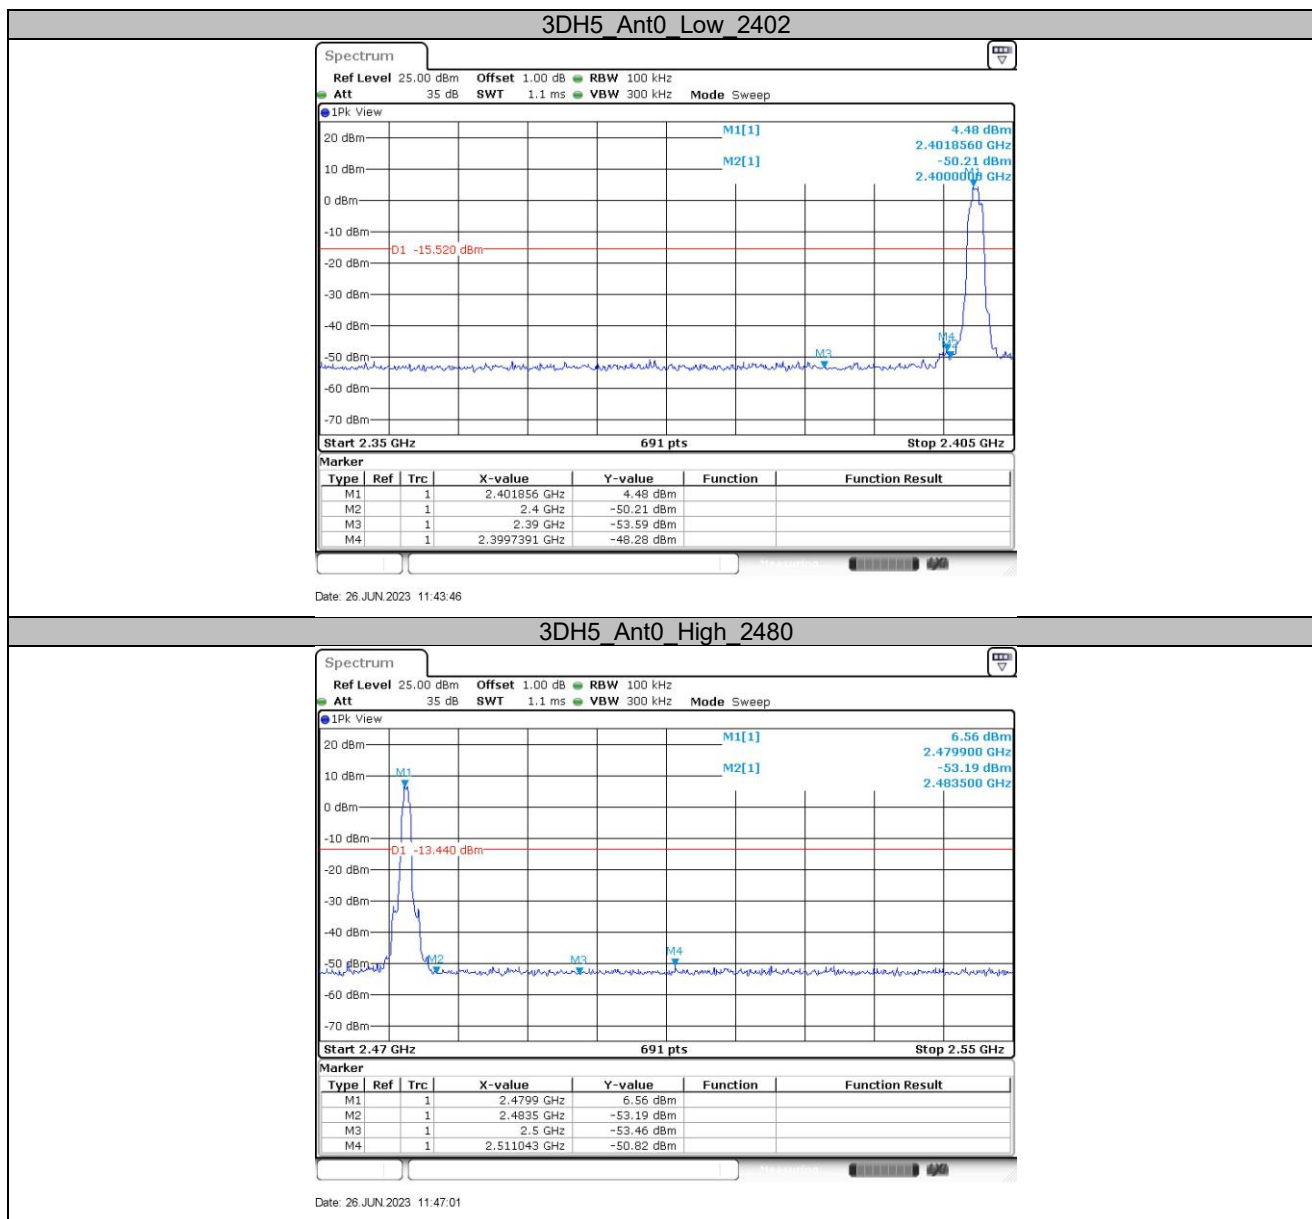 3DH5_Ant0_Low_2402
Spectrum
Ref Level 25.00 dBm Offset 1.00 dB RBW 100 kHz
Att 35 dB SWT 1.1 ms VBW 300 kHz Mode Sweep
1Pk View
M1[1] 4.48 dBm
2.4018560 GHz
M2[1] -50.21 dBm
2.4000000 GHz
20 dBm
10 dBm
M1
0 dBm
-10 dBm
D1 -15.520 dBm
-20 dBm
-30 dBm
-40 dBm
M4
-50 dBm
M3
-60 dBm
-70 dBm
Start 2.35 GHz 691 pts Stop 2.405 GHz
Marker
Type Ref Trc X-value Y-value Function Function Result
M1 1 2.401856 GHz 4.48 dBm
M2 1 2.4 GHz -50.21 dBm
M3 1 2.39 GHz -53.59 dBm
M4 1 2.3997391 GHz -48.28 dBm
Date: 26.JUN.2023 11:43:46
3DH5_Ant0_High_2480
Spectrum
Ref Level 25.00 dBm Offset 1.00 dB RBW 100 kHz
Att 35 dB SWT 1.1 ms VBW 300 kHz Mode Sweep
1Pk View
M1[1] 6.56 dBm
2.479900 GHz
M2[1] -53.19 dBm
2.483500 GHz
20 dBm
10 dBm
M1
0 dBm
-10 dBm
D1 -13.440 dBm
-20 dBm
-30 dBm
-40 dBm
-50 dBm
M2 M3 M4
-60 dBm
-70 dBm
Start 2.47 GHz 691 pts Stop 2.55 GHz
Marker
Type Ref Trc X-value Y-value Function Function Result
M1 1 2.4799 GHz 6.56 dBm
M2 1 2.4835 GHz -53.19 dBm
M3 1 2.5 GHz -53.46 dBm
M4 1 2.511043 GHz -50.82 dBm
Date: 26.JUN.2023 11:47:01